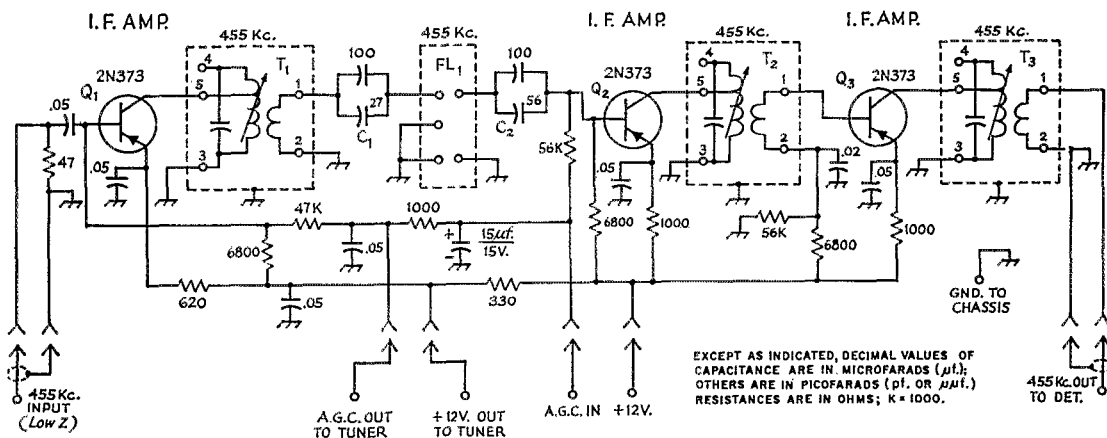 I.F. AMP.
I.F. AMP.
I.F. AMP.
455 Kc.
455 Kc.
455 Kc.
455 Kc.
100
100
T₁
FL₁
T₂
T₃
2N373
2N373
2N373
Q₁
Q₂
Q₃
4
5
3
1
2
4
5
3
1
2
4
5
3
1
2
.05
47
.05
27
C₁
56
C₂
56K
.05
.02
.05
47K
1000
6800
1000
56K
6800
1000
6800
.05
+ 15µf.
- 15V.
620
.05
330
GND. TO
CHASSIS
455 Kc.
INPUT
(Low Z)
A.G.C. OUT
TO TUNER
+12V. OUT
TO TUNER
A.G.C. IN
+12V.
EXCEPT AS INDICATED, DECIMAL VALUES OF
CAPACITANCE ARE IN MICROFARADS (µf.);
OTHERS ARE IN PICOFARADS (pf. OR µµf.)
RESISTANCES ARE IN OHMS; K = 1000.
455Kc.OUT
TO DET.